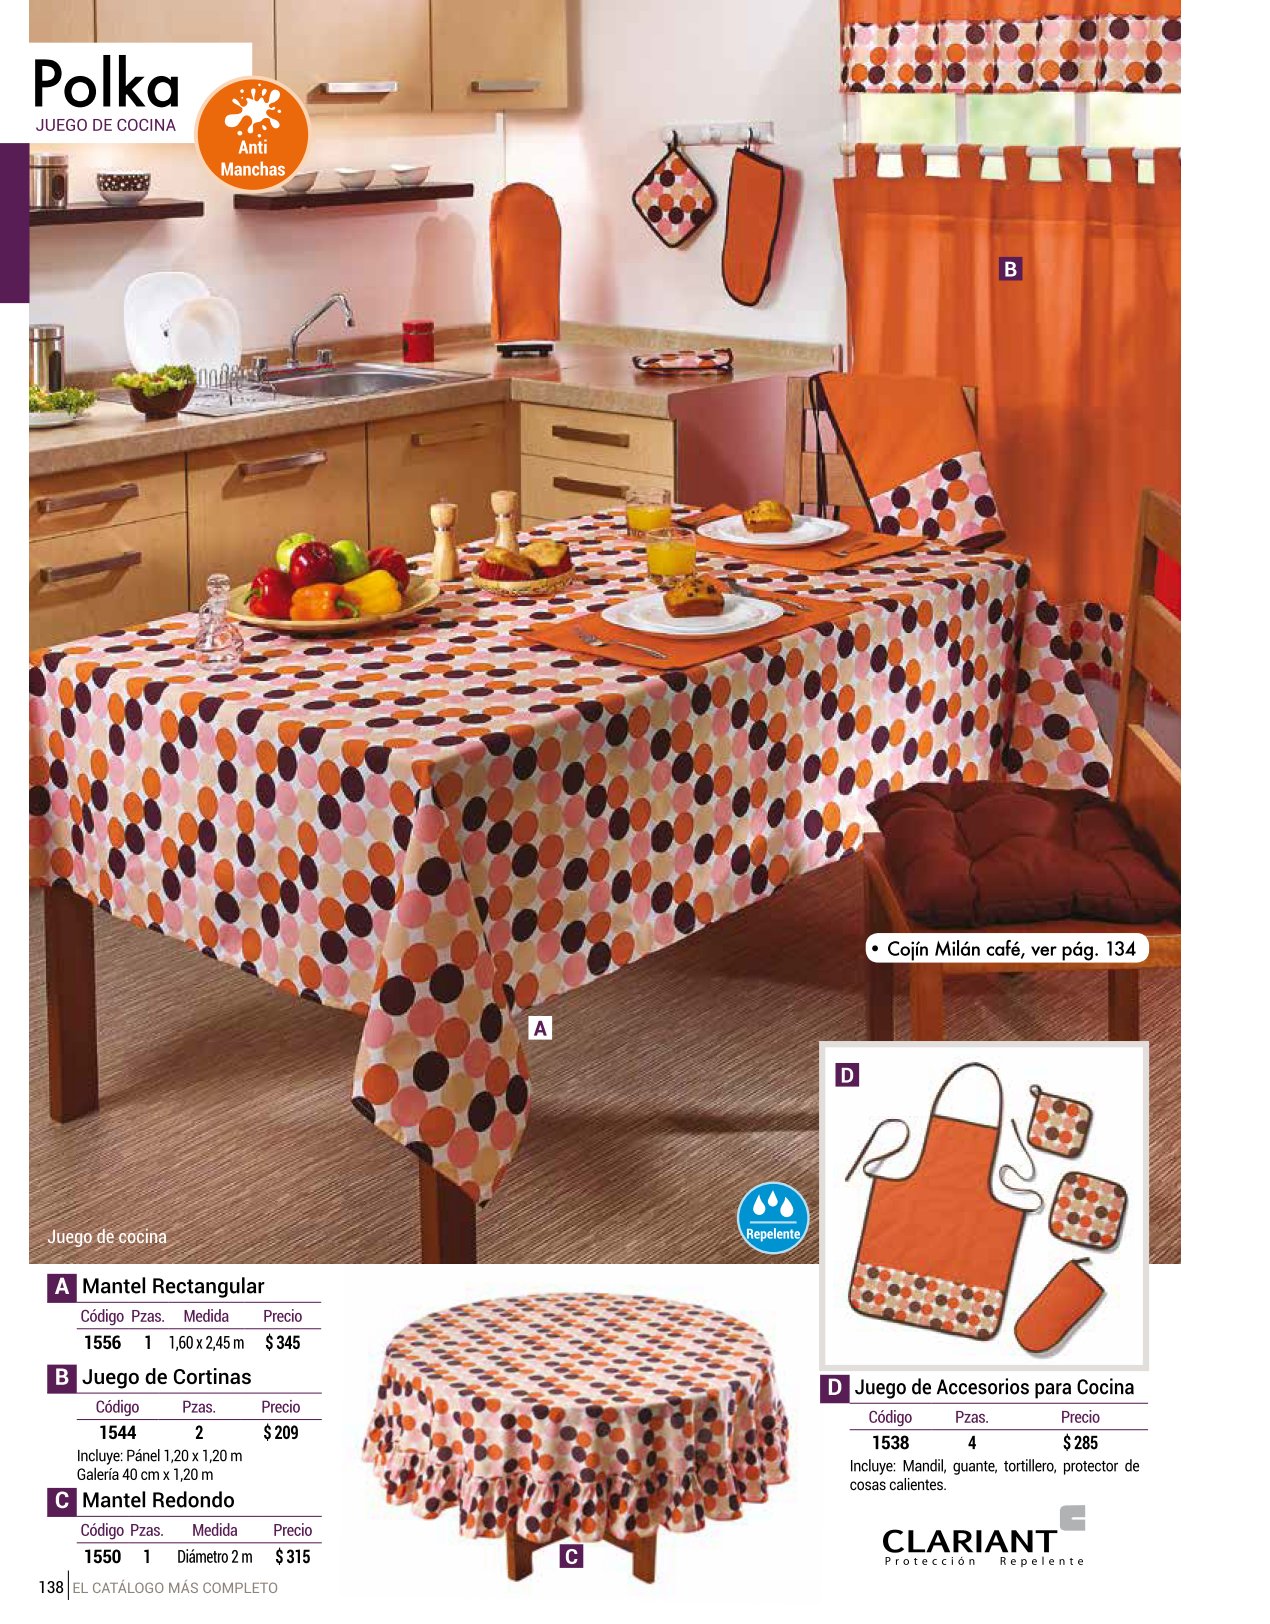 Polka
JUEGO DE COCINA
Anti
Manchas
B
• Cojín Milán café, ver pág. 134
A
D
Repelente
Juego de cocina
A Mantel Rectangular
Código Pzas. Medida Precio
1556 1 1,60 x 2,45 m $ 345
B Juego de Cortinas
Código Pzas. Precio
1544 2 $ 209
Incluye: Pánel 1,20 x 1,20 m
Galería 40 cm x 1,20 m
C Mantel Redondo
Código Pzas. Medida Precio
1550 1 Diámetro 2 m $ 315
C
D Juego de Accesorios para Cocina
Código Pzas. Precio
1538 4 $ 285
Incluye: Mandil, guante, tortillero, protector de
cosas calientes.
CLARIANT
Protección Repelente
138 EL CATÁLOGO MÁS COMPLETO